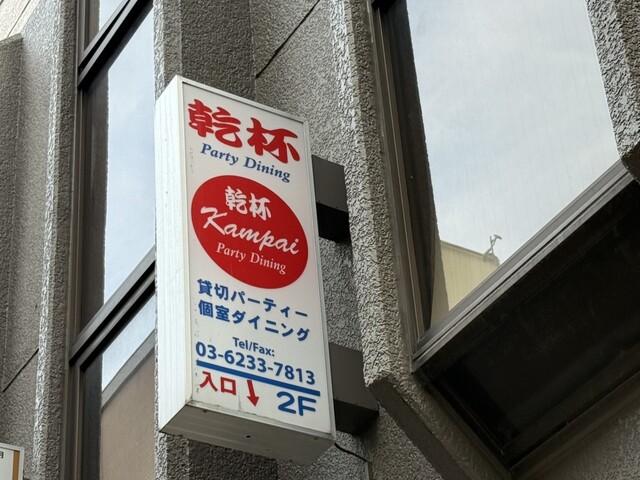 乾杯
Party Dining
乾杯
Kampai
Party Dining
貸切パーティー
個室ダイニング
Tel/Fax:
03-6233-7813
入口↓ 2F